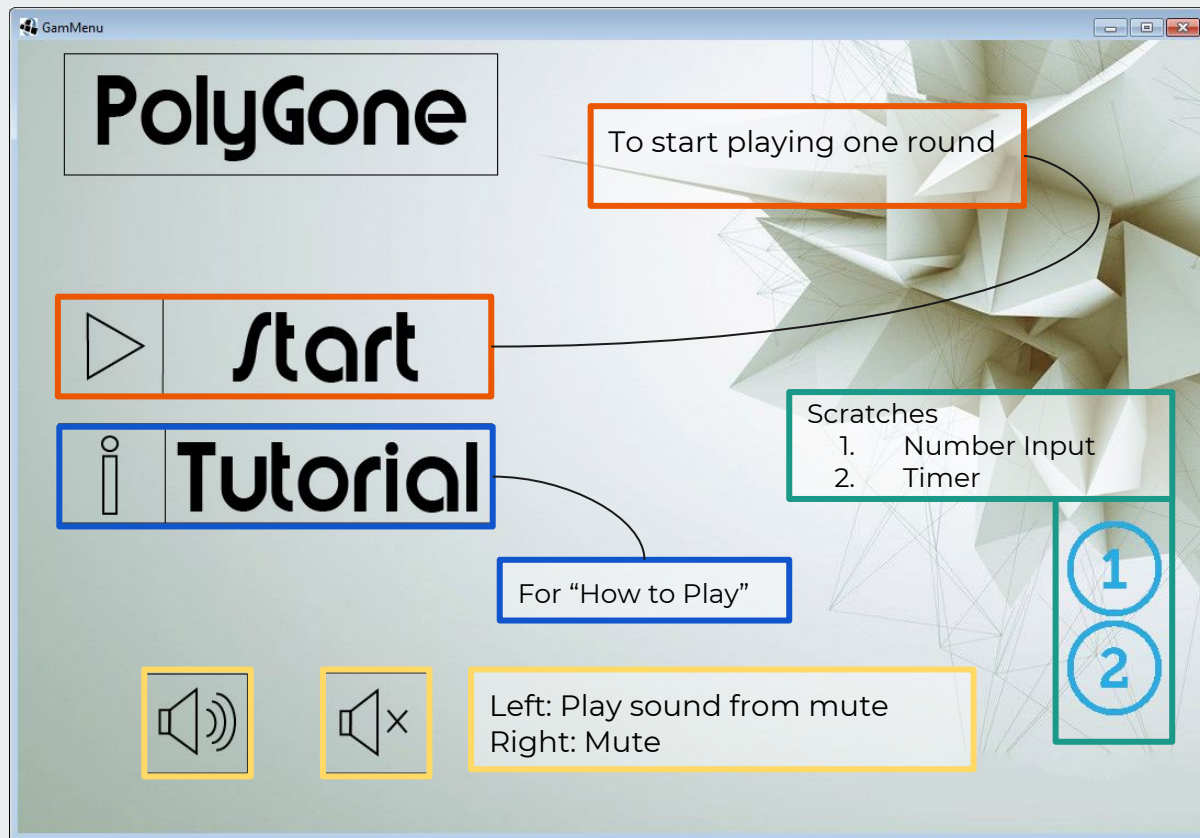 GamMenu
PolyGone
To start playing one round
Start
Scratches
1. Number Input
2. Timer
Tutorial
For “How to Play”
1
2
Left: Play sound from mute
Right: Mute